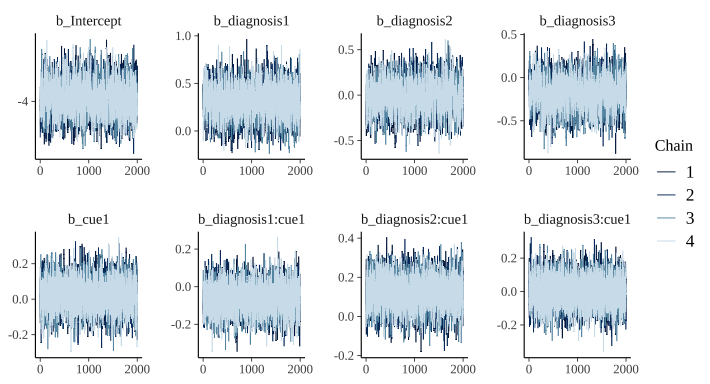 b_Intercept b_diagnosis1 b_diagnosis2 b_diagnosis3
-4
0 1000 2000
1.0
0.5
0.0
0 1000 2000
0.5
0.0
-0.5
0 1000 2000
0.5
0.0
-0.5
0 1000 2000
b_cue1 b_diagnosis1:cue1 b_diagnosis2:cue1 b_diagnosis3:cue1
0.2
0.0
-0.2
0 1000 2000
0.2
0.0
-0.2
0 1000 2000
0.4
0.2
0.0
-0.2
0 1000 2000
0.2
0.0
-0.2
0 1000 2000
Chain
1
2
3
4